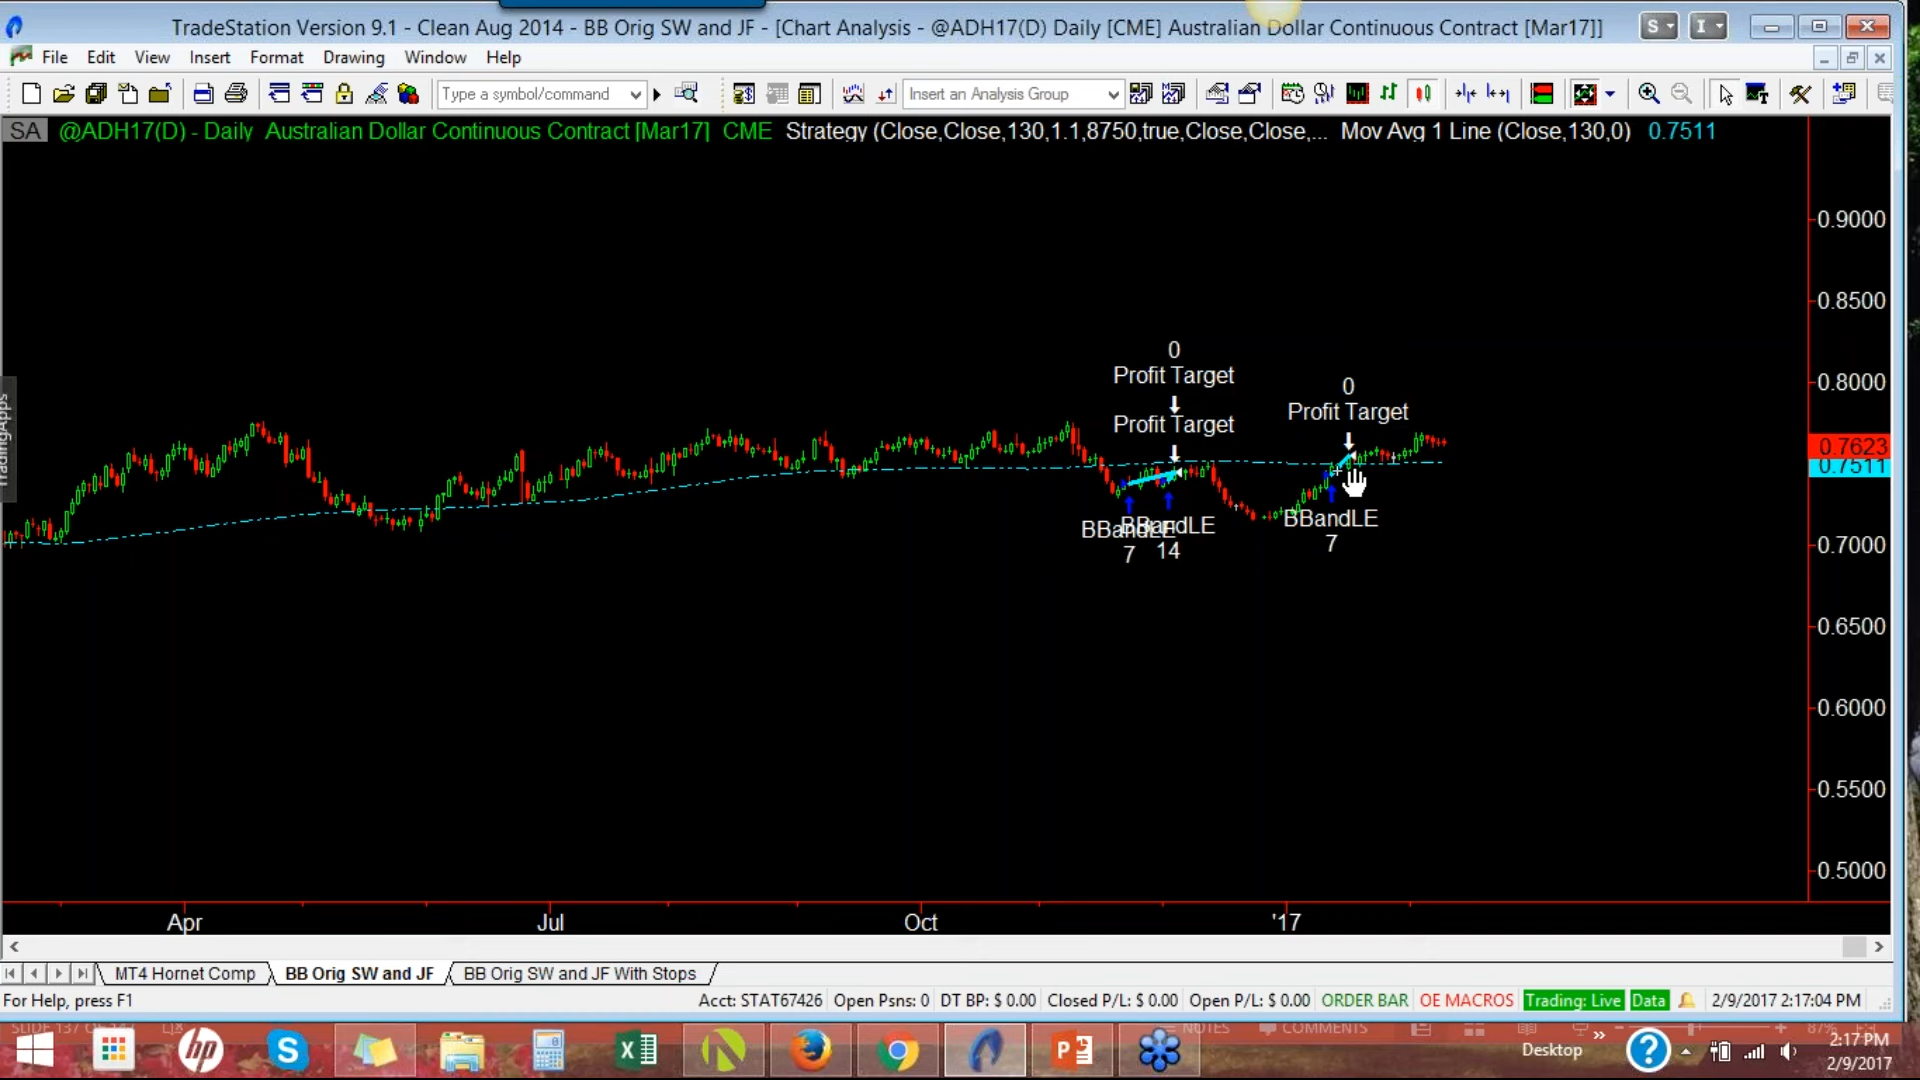 TradeStation Version 9.1 - Clean Aug 2014 - BB Orig SW and JF - [Chart Analysis - @ADH17(D) Daily [CME] Australian Dollar Continuous Contract [Mar17]]
S
I
File Edit View Insert Format Drawing Window Help
Type a symbol/command
Insert an Analysis Group
SA @ADH17(D) - Daily Australian Dollar Continuous Contract [Mar17] CME Strategy (Close,Close,130,1.1,8750,true,Close,Close,... Mov Avg 1 Line (Close,130,0) 0.7511
0.9000
0.8500
0.8000
0.7623
0.7511
0.7000
0.6500
0.6000
0.5500
0.5000
TradingApps
0
Profit Target
Profit Target
0
Profit Target
BBandLE
7
BBandLE
14
BBandLE
7
Apr Jul Oct '17
MT4 Hornet Comp BB Orig SW and JF BB Orig SW and JF With Stops
For Help, press F1
Acct: STAT67426 Open Psns: 0 DT BP: $ 0.00 Closed P/L: $ 0.00 Open P/L: $ 0.00 ORDER BAR OE MACROS Trading: Live Data 2/9/2017 2:17:04 PM
NOTES COMMENTS 87%
hp
Desktop
2:17 PM
2/9/2017